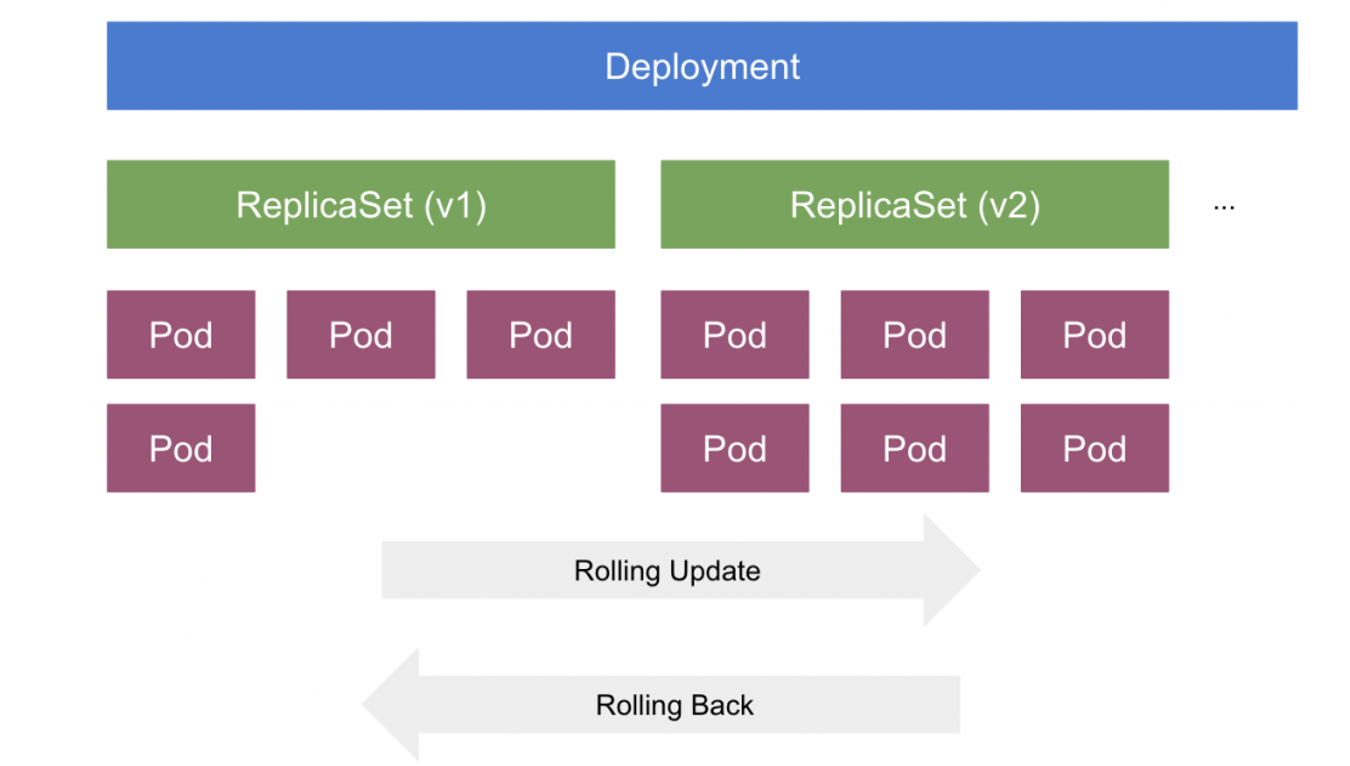 Deployment
ReplicaSet (v1) ReplicaSet (v2) ...
Pod Pod Pod Pod Pod Pod
Pod Pod Pod Pod
Rolling Update
Rolling Back